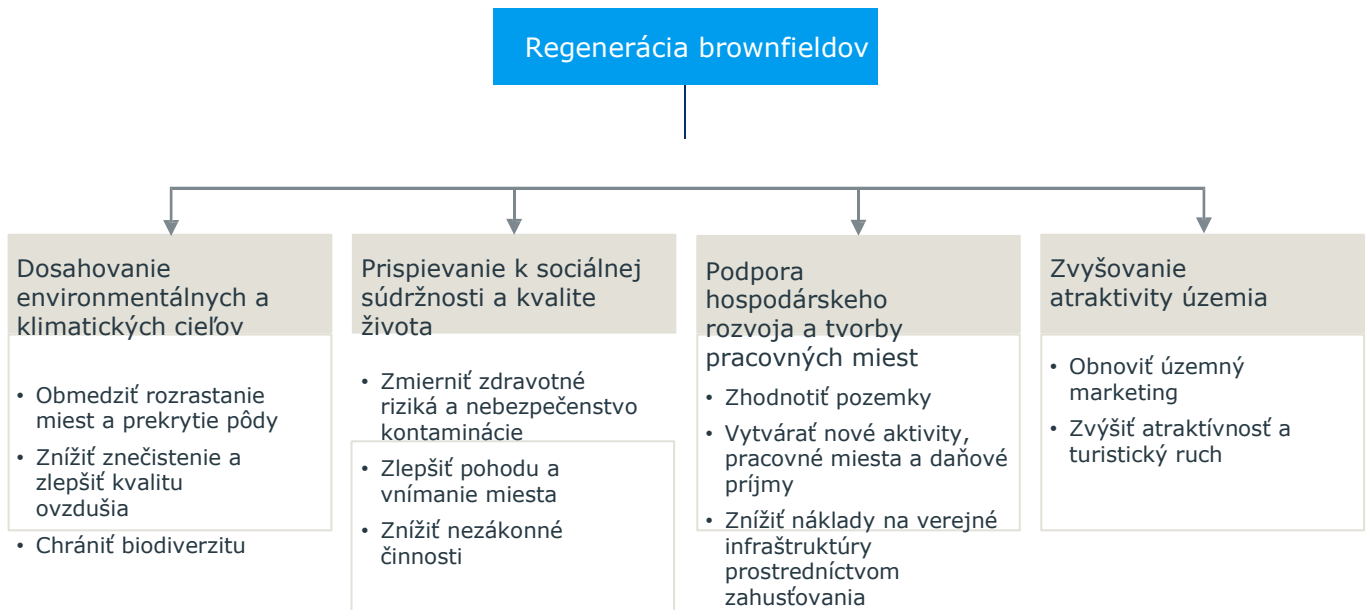 Regenerácia brownfieldov
Dosahovanie
environmentálnych a
klimatických cieľov
• Obmedziť rozrastanie
miest a prekrytie pôdy
• Znížiť znečistenie a
zlepšiť kvalitu
ovzdušia
• Chrániť biodiverzitu
Prispievanie k sociálnej
súdržnosti a kvalite
života
• Zmierniť zdravotné
riziká a nebezpečenstvo
kontaminácie
• Zlepšiť pohodu a
vnímanie miesta
• Znížiť nezákonné
činnosti
Podpora
hospodárskeho
rozvoja a tvorby
pracovných miest
• Zhodnotiť pozemky
• Vytvárať nové aktivity,
pracovné miesta a daňové
príjmy
• Znížiť náklady na verejné
infraštruktúry
prostredníctvom
zahusťovania
Zvyšovanie
atraktivity územia
• Obnoviť územný
marketing
• Zvýšiť atraktívnosť a
turistický ruch